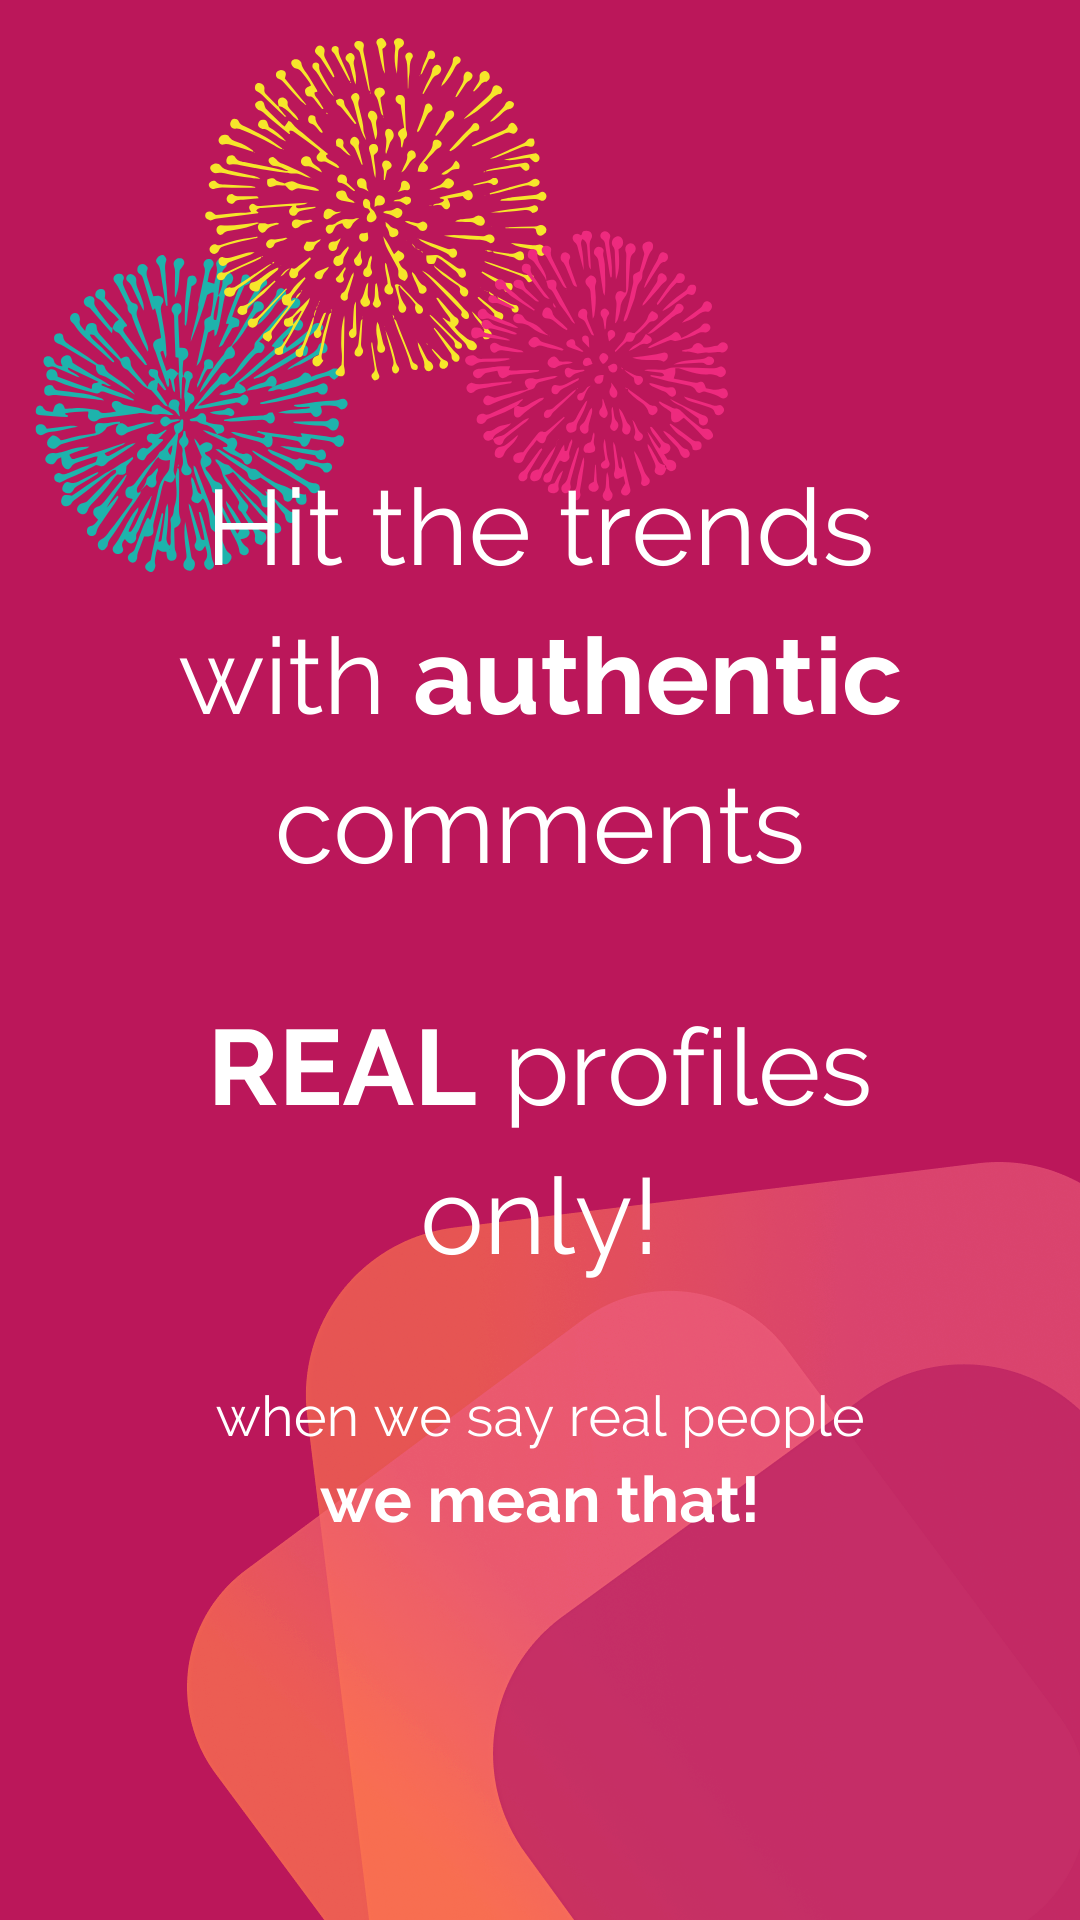 Hit the trends
with authentic
comments
REAL profiles
only!
when we say real people
we mean that!